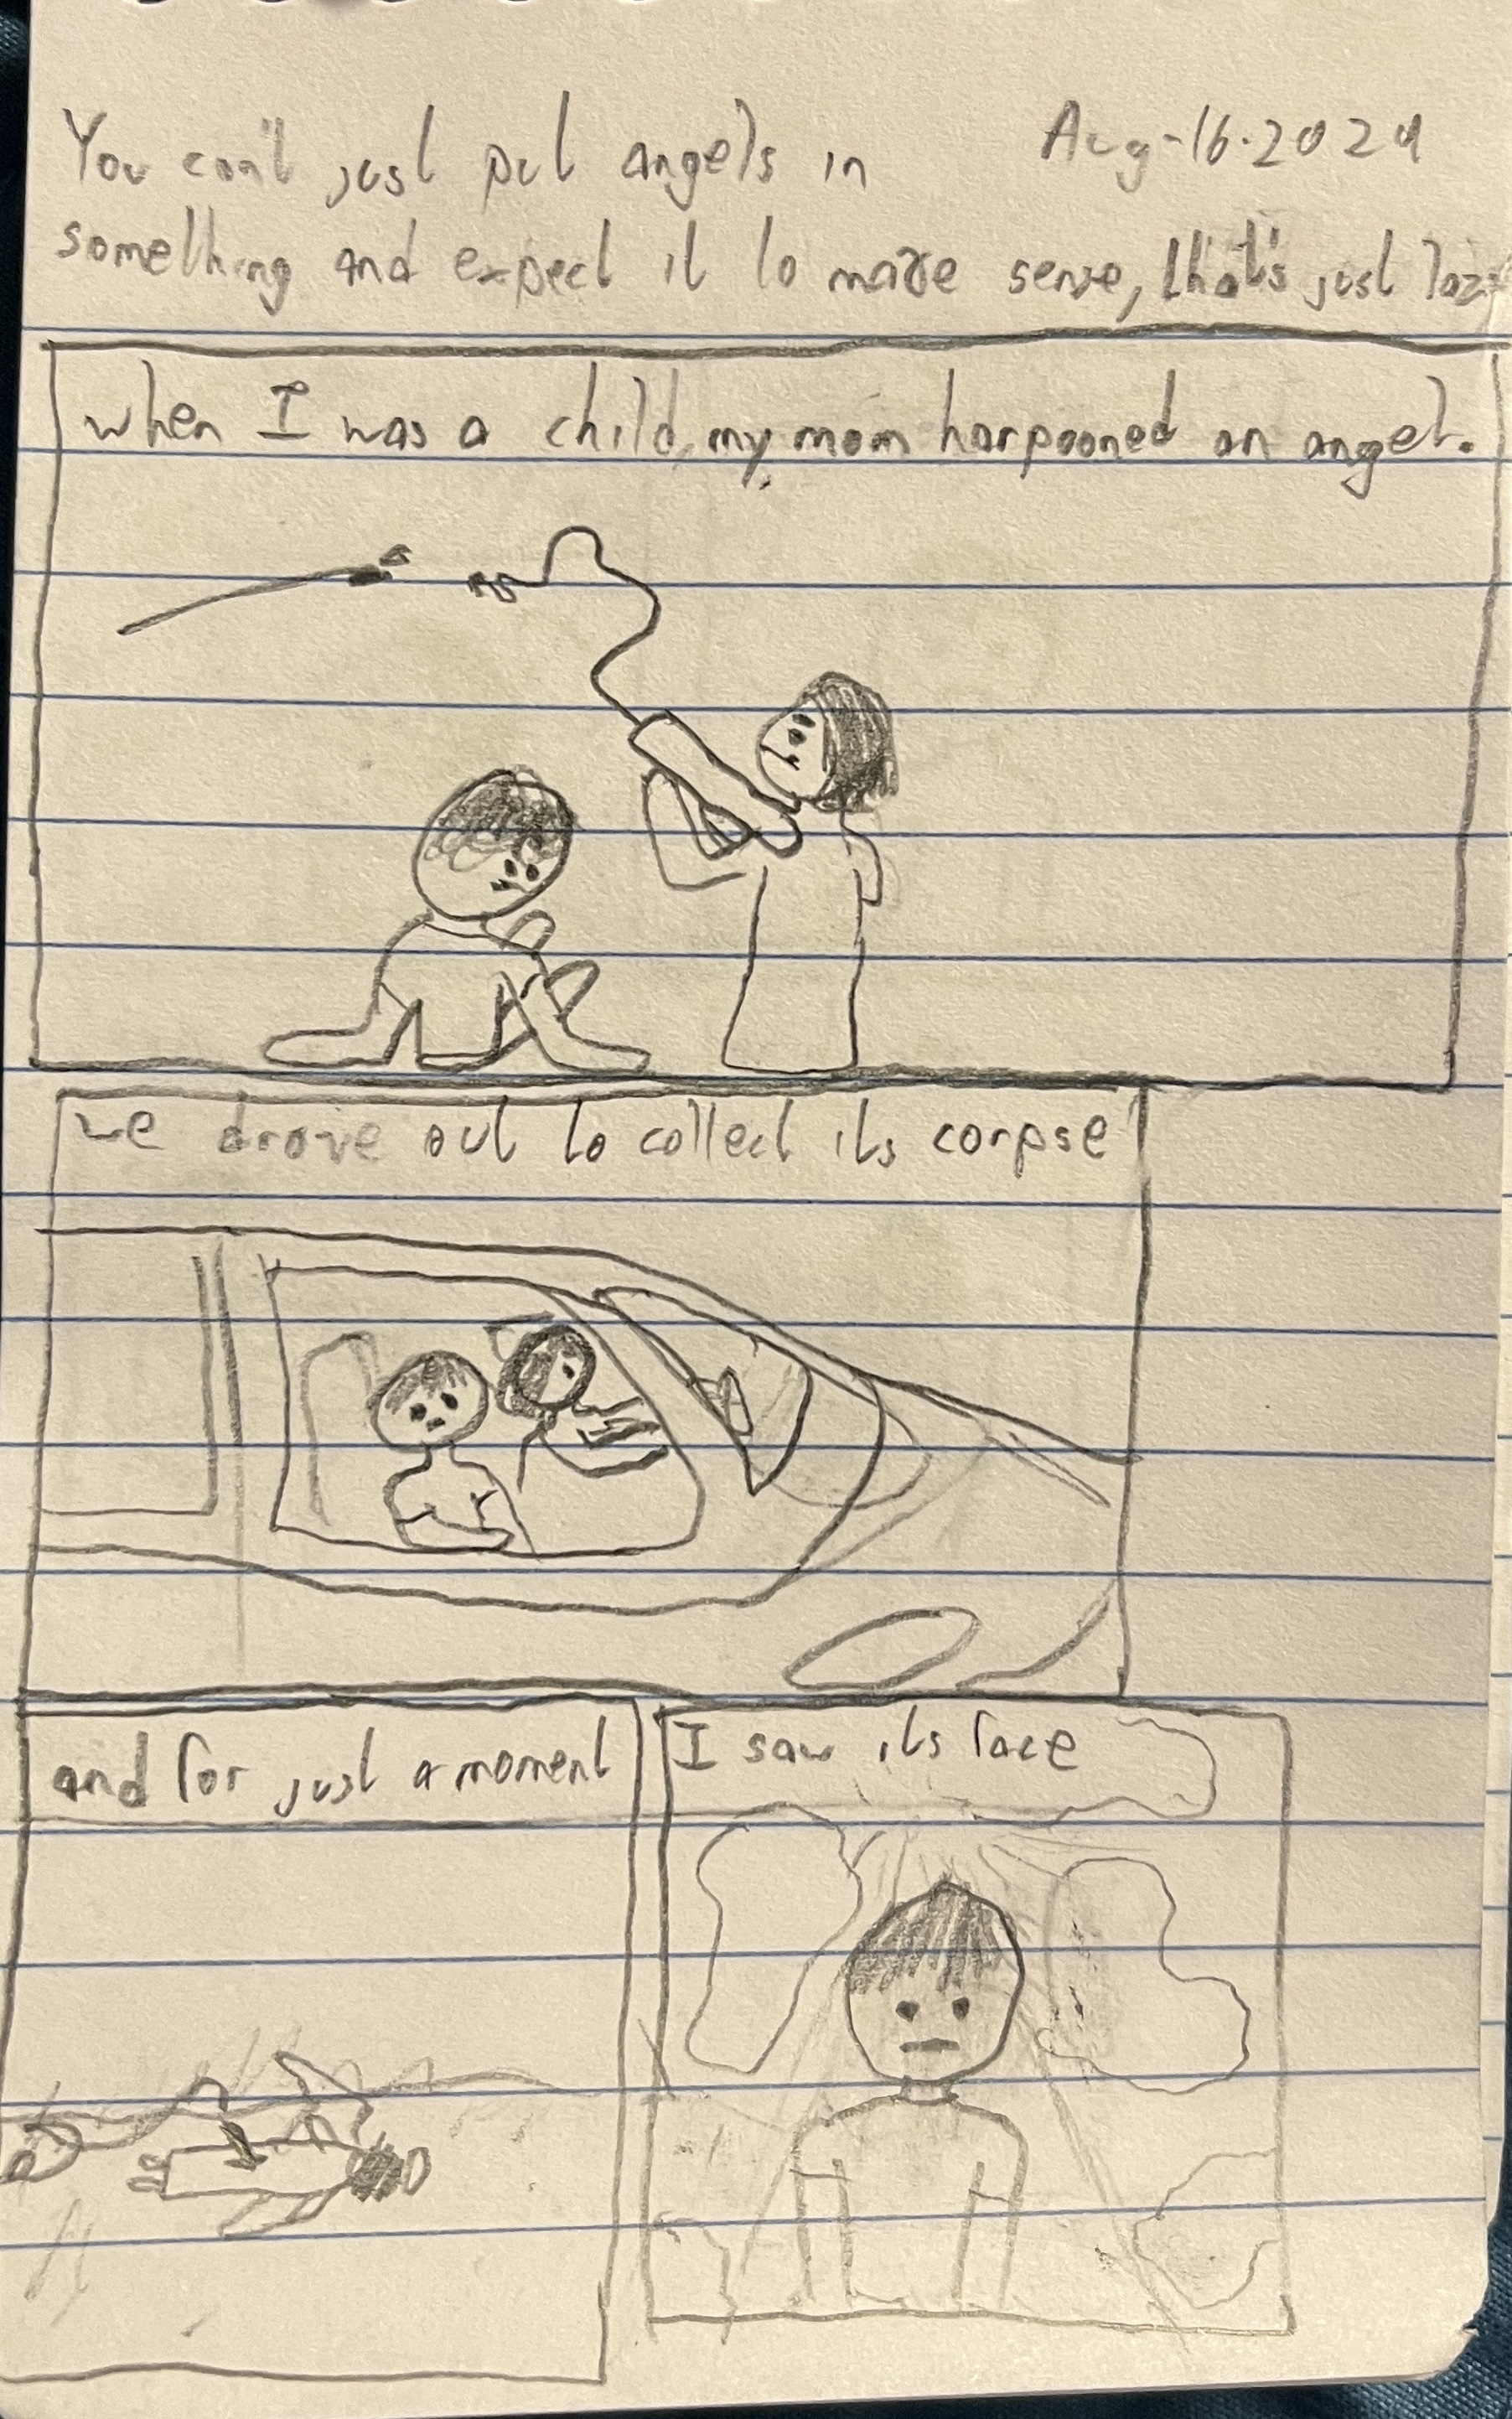 You can't just put angels in
Aug-16-2024
something and expect it to make sense, that's just lazy
when I was a child, my mom harpooned an angel.
we drove out to collect its corpse
and for just a moment
I saw its face